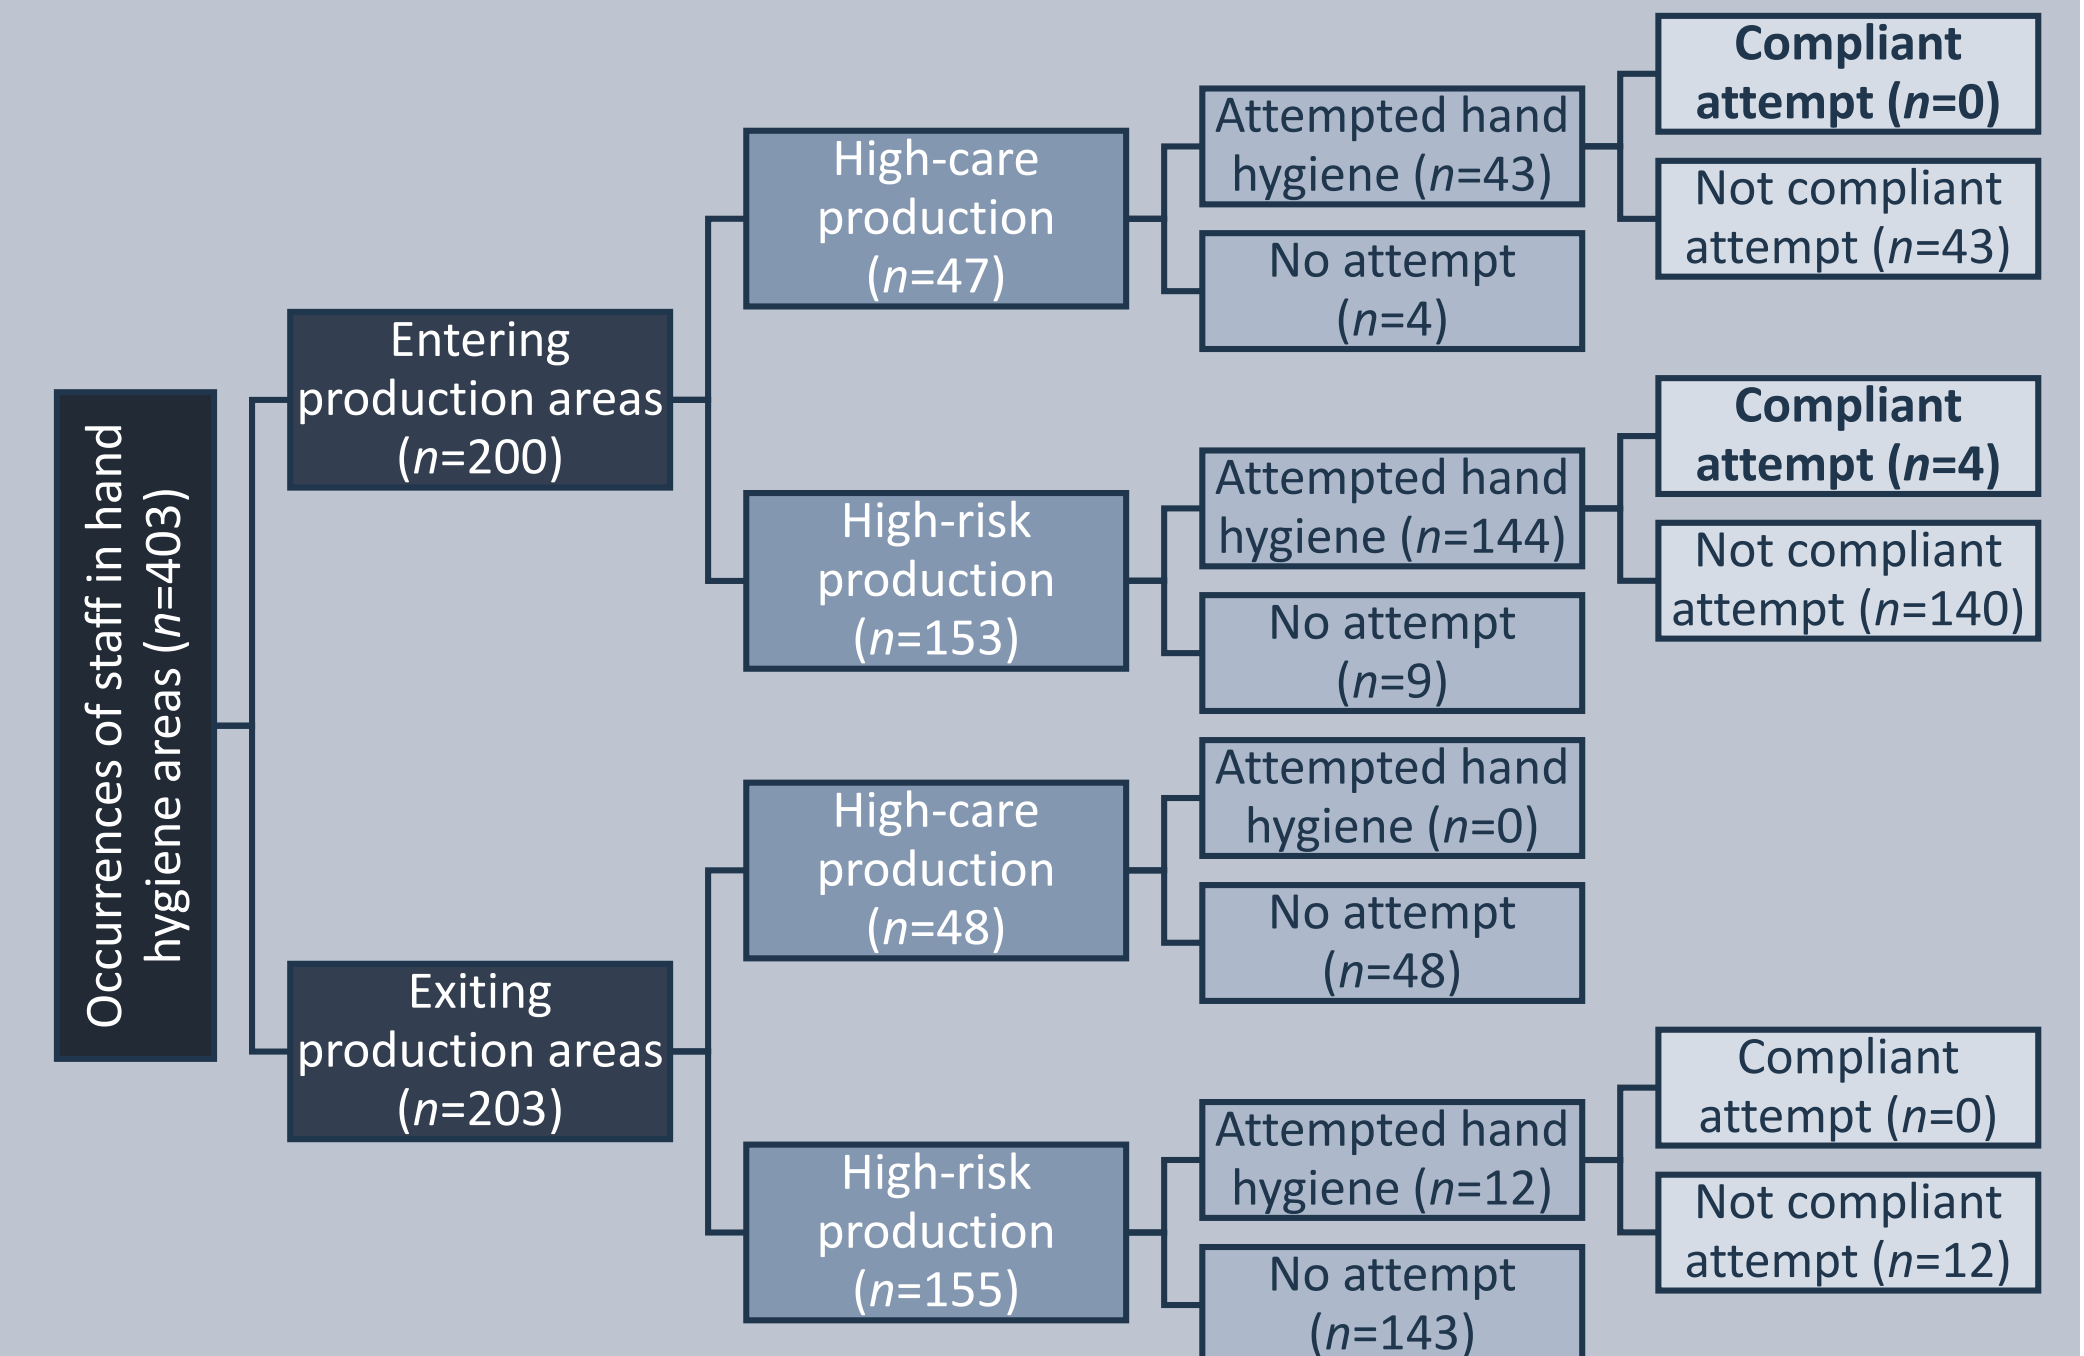 Occurrences of staff in hand
hygiene areas (n=403)
Entering
production areas
(n=200)
High-care
production
(n=47)
Attempted hand
hygiene (n=43)
Compliant
attempt (n=0)
Not compliant
attempt (n=43)
No attempt
(n=4)
High-risk
production
(n=153)
Attempted hand
hygiene (n=144)
Compliant
attempt (n=4)
Not compliant
attempt (n=140)
No attempt
(n=9)
Exiting
production areas
(n=203)
High-care
production
(n=48)
Attempted hand
hygiene (n=0)
No attempt
(n=48)
High-risk
production
(n=155)
Attempted hand
hygiene (n=12)
Compliant
attempt (n=0)
Not compliant
attempt (n=12)
No attempt
(n=143)